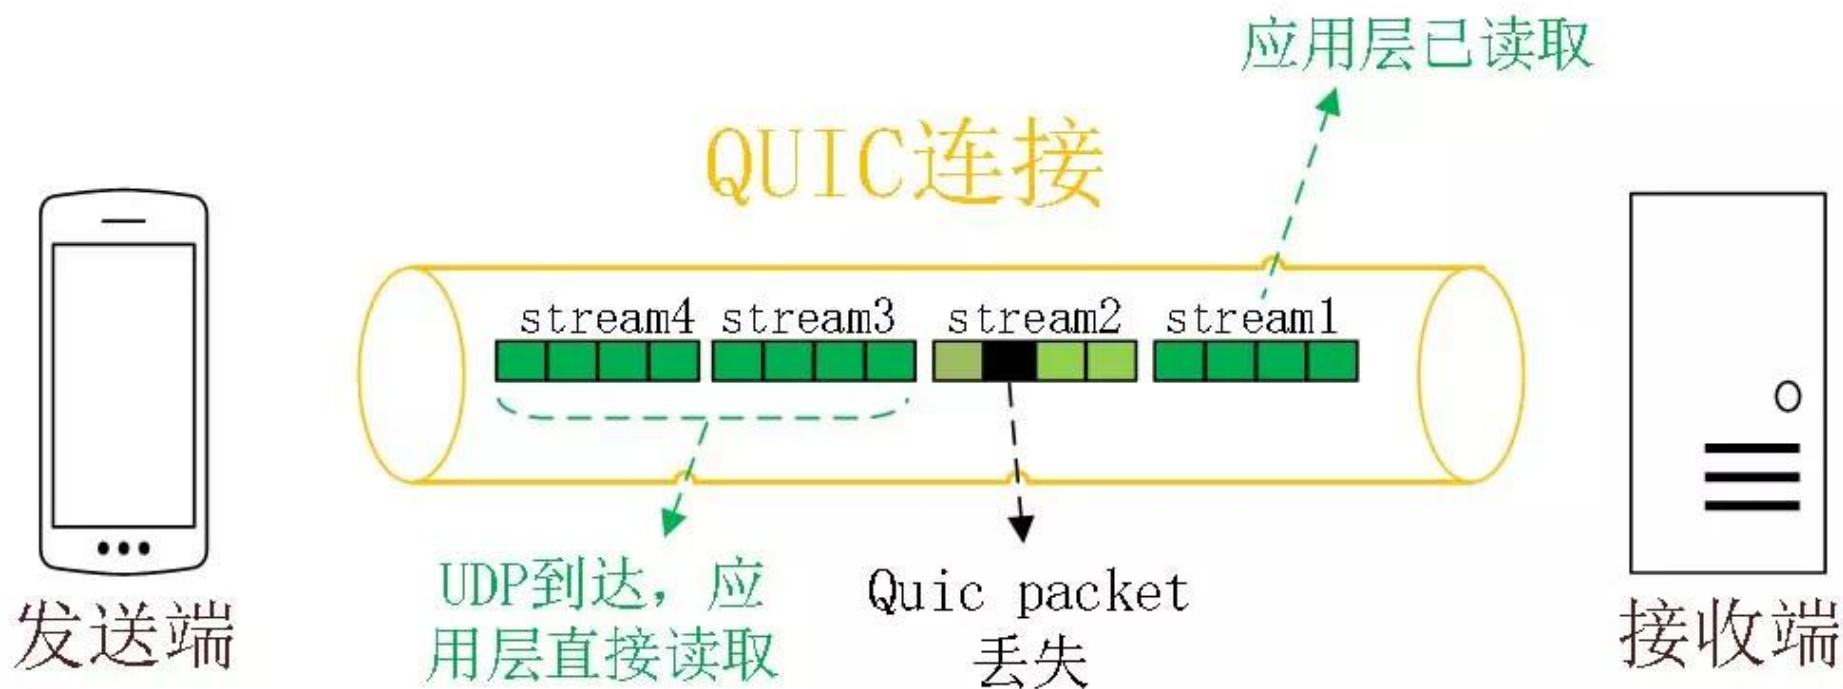 应用层已读取
QUIC连接
stream4 stream3 stream2 stream1
UDP到达，应
用层直接读取
Quic packet
丢失
发送端
接收端